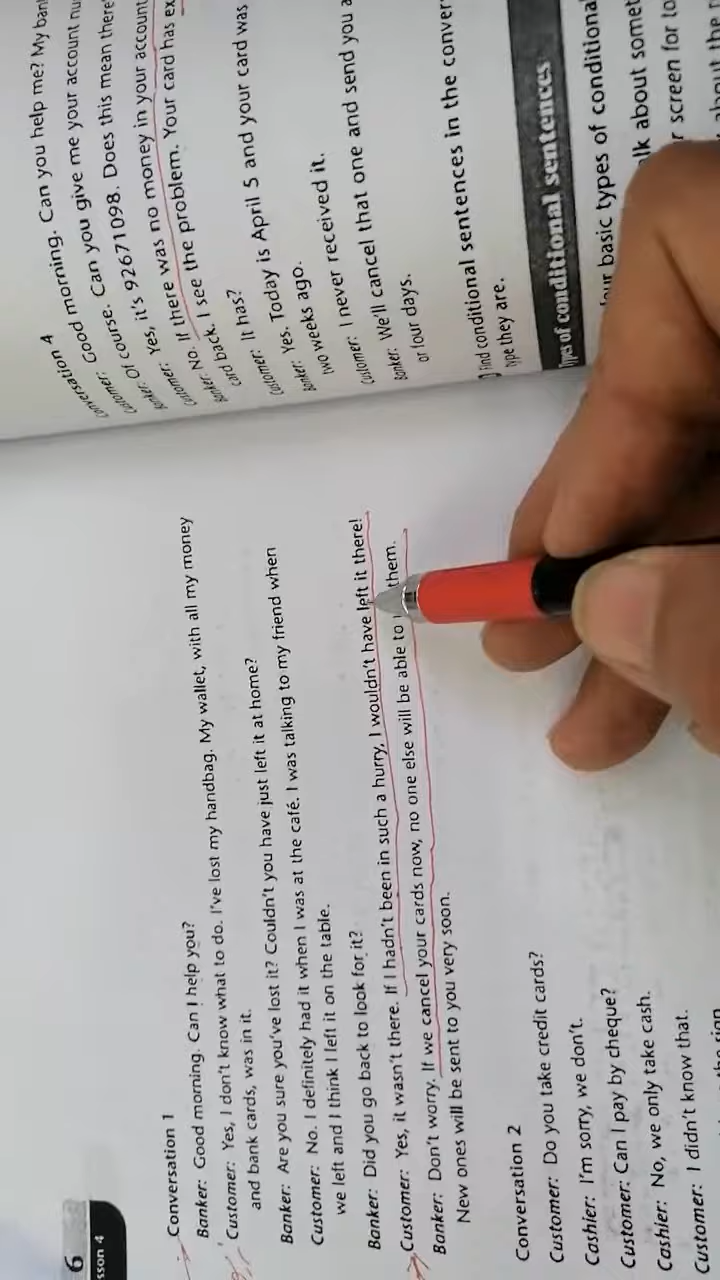 6
sson 4
Conversation 1
Banker: Good morning. Can I help you?
Customer: Yes, I don't know what to do. I've lost my handbag. My wallet, with all my money
and bank cards, was in it.
Banker: Are you sure you've lost it? Couldn't you have just left it at home?
Customer: No. I definitely had it when I was at the café. I was talking to my friend when
we left and I think I left it on the table.
Banker: Did you go back to look for it?
Customer: Yes, it wasn't there. If I hadn't been in such a hurry, I wouldn't have left it there!
Banker: Don't worry. If we cancel your cards now, no one else will be able to them.
New ones will be sent to you very soon.
Conversation 2
Customer: Do you take credit cards?
Cashier: I'm sorry, we don't.
Customer: Can I pay by cheque?
Cashier: No, we only take cash.
Customer: I didn't know that.
Conversation 4
Customer: Good morning. Can you help me? My ban
Banker: Of course. Can you give me your account nu
Customer: Yes, it's 92671098. Does this mean there
Customer: If there was no money in your account
Banker: No. I see the problem. Your card has ex
card back.
Customer: It has?
Banker: Yes. Today is April 5 and your card was
two weeks ago.
Customer: I never received it.
Banker: We'll cancel that one and send you a
or four days.
Find conditional sentences in the conver
type they are.
Types of conditional sentences
four basic types of conditional
lk about somet
r screen for to
about the r